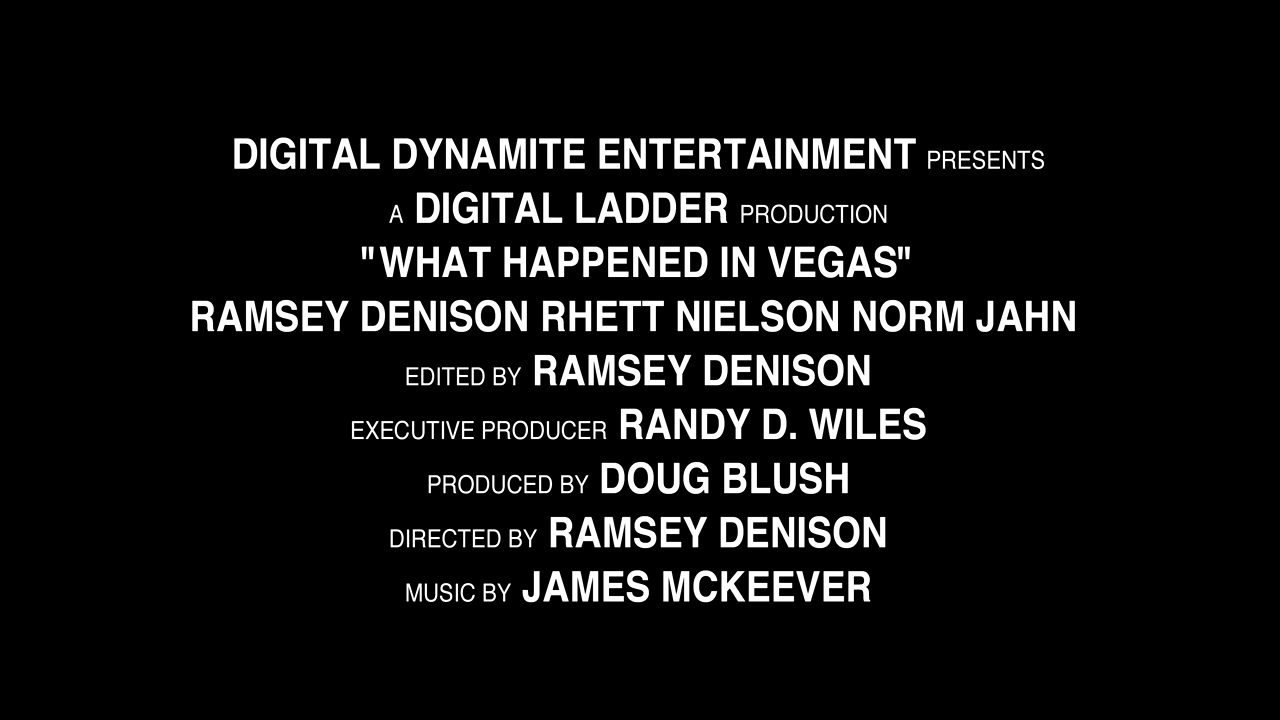 DIGITAL DYNAMITE ENTERTAINMENT PRESENTS
A DIGITAL LADDER PRODUCTION
"WHAT HAPPENED IN VEGAS"
RAMSEY DENISON RHETT NIELSON NORM JAHN
EDITED BY RAMSEY DENISON
EXECUTIVE PRODUCER RANDY D. WILES
PRODUCED BY DOUG BLUSH
DIRECTED BY RAMSEY DENISON
MUSIC BY JAMES MCKEEVER